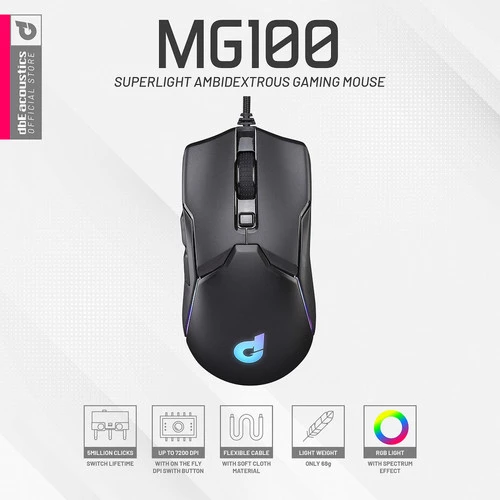 dbE acoustics
OFFICIAL STORE
MG100
SUPERLIGHT AMBIDEXTROUS GAMING MOUSE
5MILLION CLICKS
SWITCH LIFETIME
UP TO 7200 DPI
WITH ON THE FLY
DPI SWITH BUTTON
FLEXIBLE CABLE
WITH SOFT CLOTH
MATERIAL
LIGHT WEIGHT
ONLY 68g
RGB LIGHT
WITH SPECTRUM
EFFECT